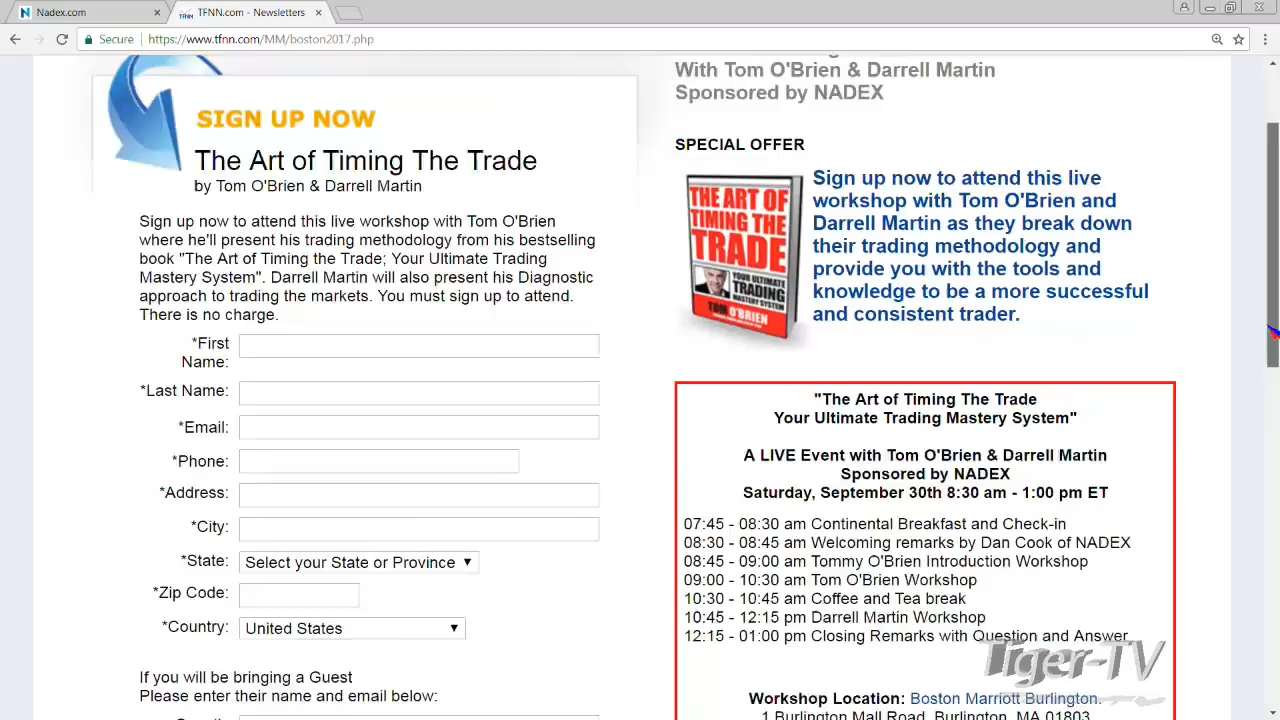 Nadex.com
TFNN.com - Newsletters
Secure
https://www.tfnn.com/MM/boston2017.php
SIGN UP NOW
The Art of Timing The Trade
by Tom O'Brien & Darrell Martin
Sign up now to attend this live workshop with Tom O'Brien
where he'll present his trading methodology from his bestselling
book "The Art of Timing the Trade; Your Ultimate Trading
Mastery System". Darrell Martin will also present his Diagnostic
approach to trading the markets. You must sign up to attend.
There is no charge.
*First
Name:
*Last Name:
*Email:
*Phone:
*Address:
*City:
*State: Select your State or Province
*Zip Code:
*Country: United States
If you will be bringing a Guest
Please enter their name and email below:
With Tom O'Brien & Darrell Martin
Sponsored by NADEX
SPECIAL OFFER
THE ART OF
TIMING THE
TRADE
YOUR ULTIMATE
TRADING
MASTERY SYSTEM
TOM O'BRIEN
Sign up now to attend this live
workshop with Tom O'Brien and
Darrell Martin as they break down
their trading methodology and
provide you with the tools and
knowledge to be a more successful
and consistent trader.
"The Art of Timing The Trade
Your Ultimate Trading Mastery System"
A LIVE Event with Tom O'Brien & Darrell Martin
Sponsored by NADEX
Saturday, September 30th 8:30 am - 1:00 pm ET
07:45 - 08:30 am Continental Breakfast and Check-in
08:30 - 08:45 am Welcoming remarks by Dan Cook of NADEX
08:45 - 09:00 am Tommy O'Brien Introduction Workshop
09:00 - 10:30 am Tom O'Brien Workshop
10:30 - 10:45 am Coffee and Tea break
10:45 - 12:15 pm Darrell Martin Workshop
12:15 - 01:00 pm Closing Remarks with Question and Answer
Tiger-TV
Workshop Location: Boston Marriott Burlington.
1 Burlington Mall Road, Burlington, MA 01803